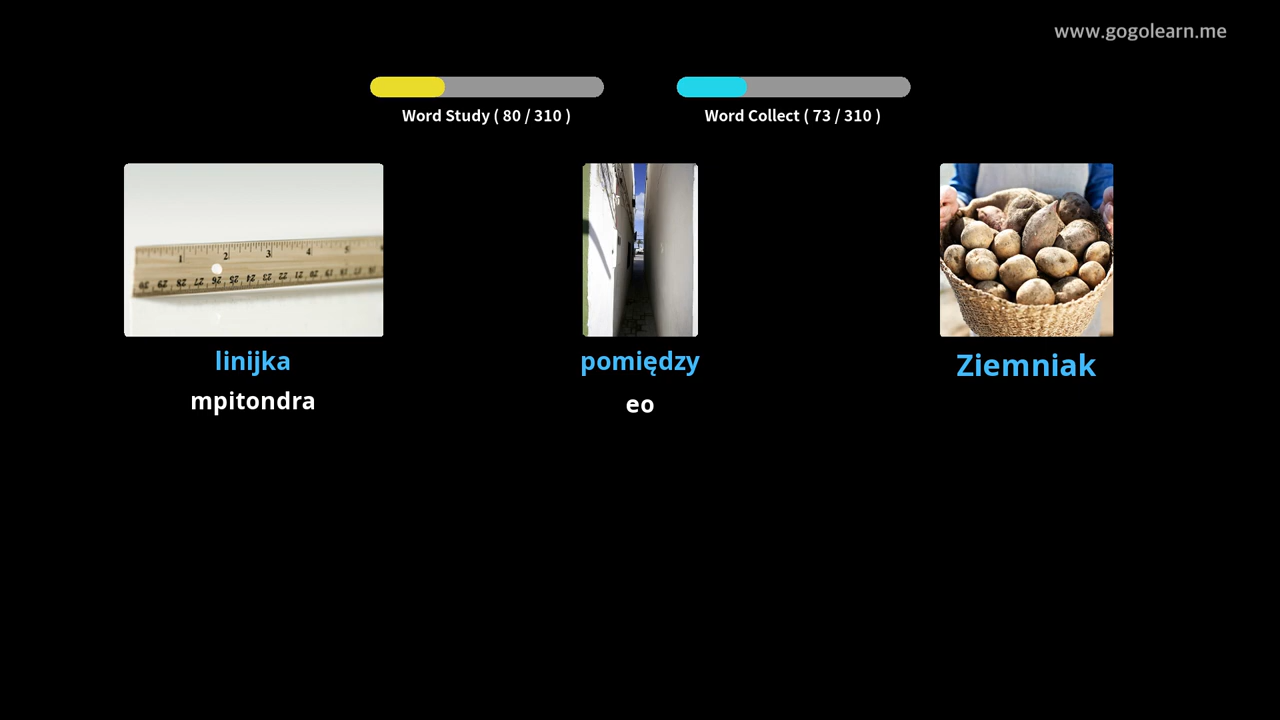 www.gogolearn.me
Word Study ( 80 / 310 )
Word Collect ( 73 / 310 )
linijka
mpitondra
pomiędzy
eo
Ziemniak